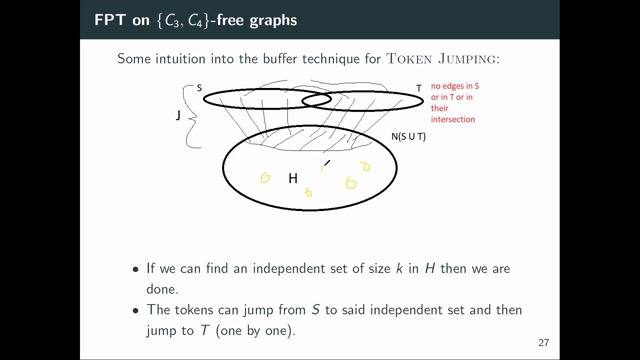 FPT on {C₃, C₄}-free graphs
Some intuition into the buffer technique for TOKEN JUMPING:
S
T
no edges in S
or in T or in
their
intersection
J
N(S U T)
H
• If we can find an independent set of size k in H then we are
done.
• The tokens can jump from S to said independent set and then
jump to T (one by one).
27